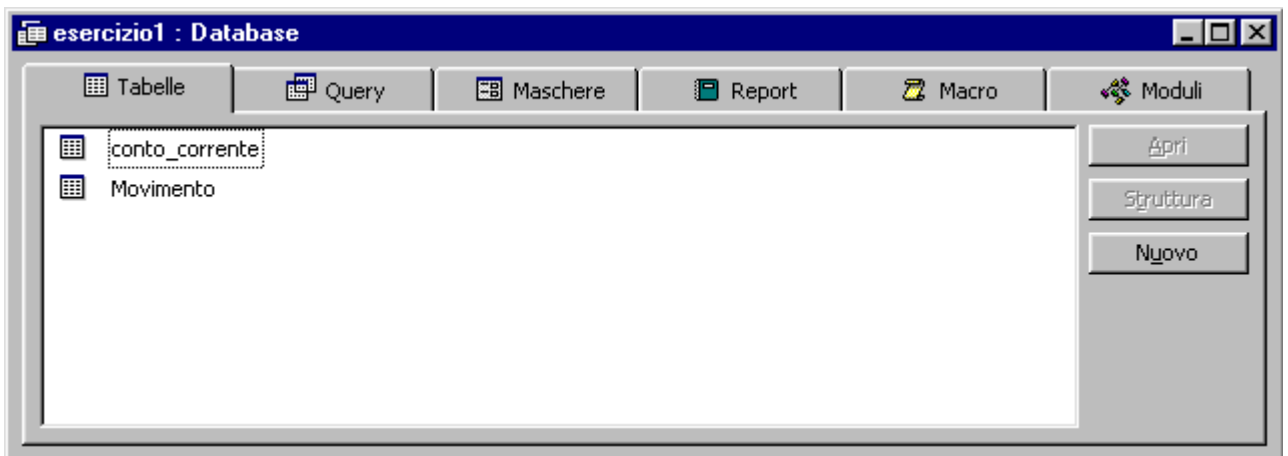 esercizio1 : Database
Tabelle Query Maschere Report Macro Moduli
conto_corrente
Movimento
Apri
Struttura
Nuovo